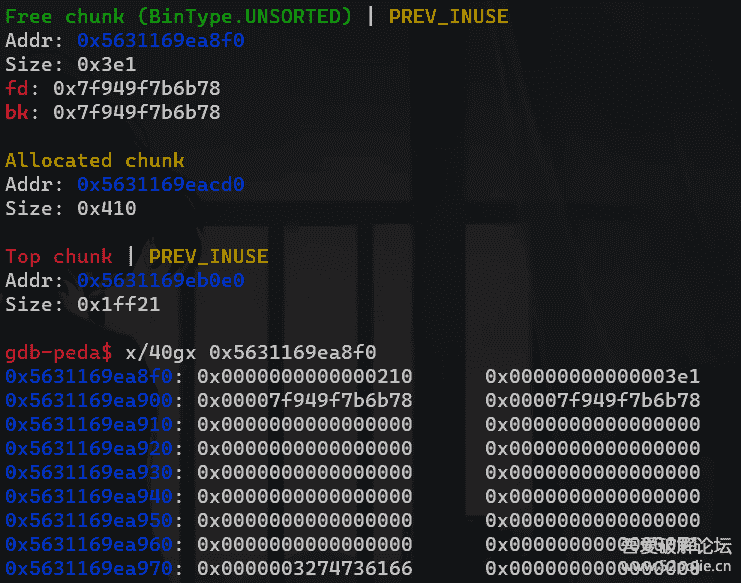 Free chunk (BinType.UNSORTED) | PREV_INUSE
Addr: 0x5631169ea8f0
Size: 0x3e1
fd: 0x7f949f7b6b78
bk: 0x7f949f7b6b78
Allocated chunk
Addr: 0x5631169eacd0
Size: 0x410
Top chunk | PREV_INUSE
Addr: 0x5631169eb0e0
Size: 0x1ff21
gdb-peda$ x/40gx 0x5631169ea8f0
0x5631169ea8f0: 0x0000000000000210 0x00000000000003e1
0x5631169ea900: 0x00007f949f7b6b78 0x00007f949f7b6b78
0x5631169ea910: 0x0000000000000000 0x0000000000000000
0x5631169ea920: 0x0000000000000000 0x0000000000000000
0x5631169ea930: 0x0000000000000000 0x0000000000000000
0x5631169ea940: 0x0000000000000000 0x0000000000000000
0x5631169ea950: 0x0000000000000000 0x0000000000000000
0x5631169ea960: 0x0000000000000000
吾爱破解论坛
0x5631169ea970: 0x0000003274736166
www.52pojie.cn